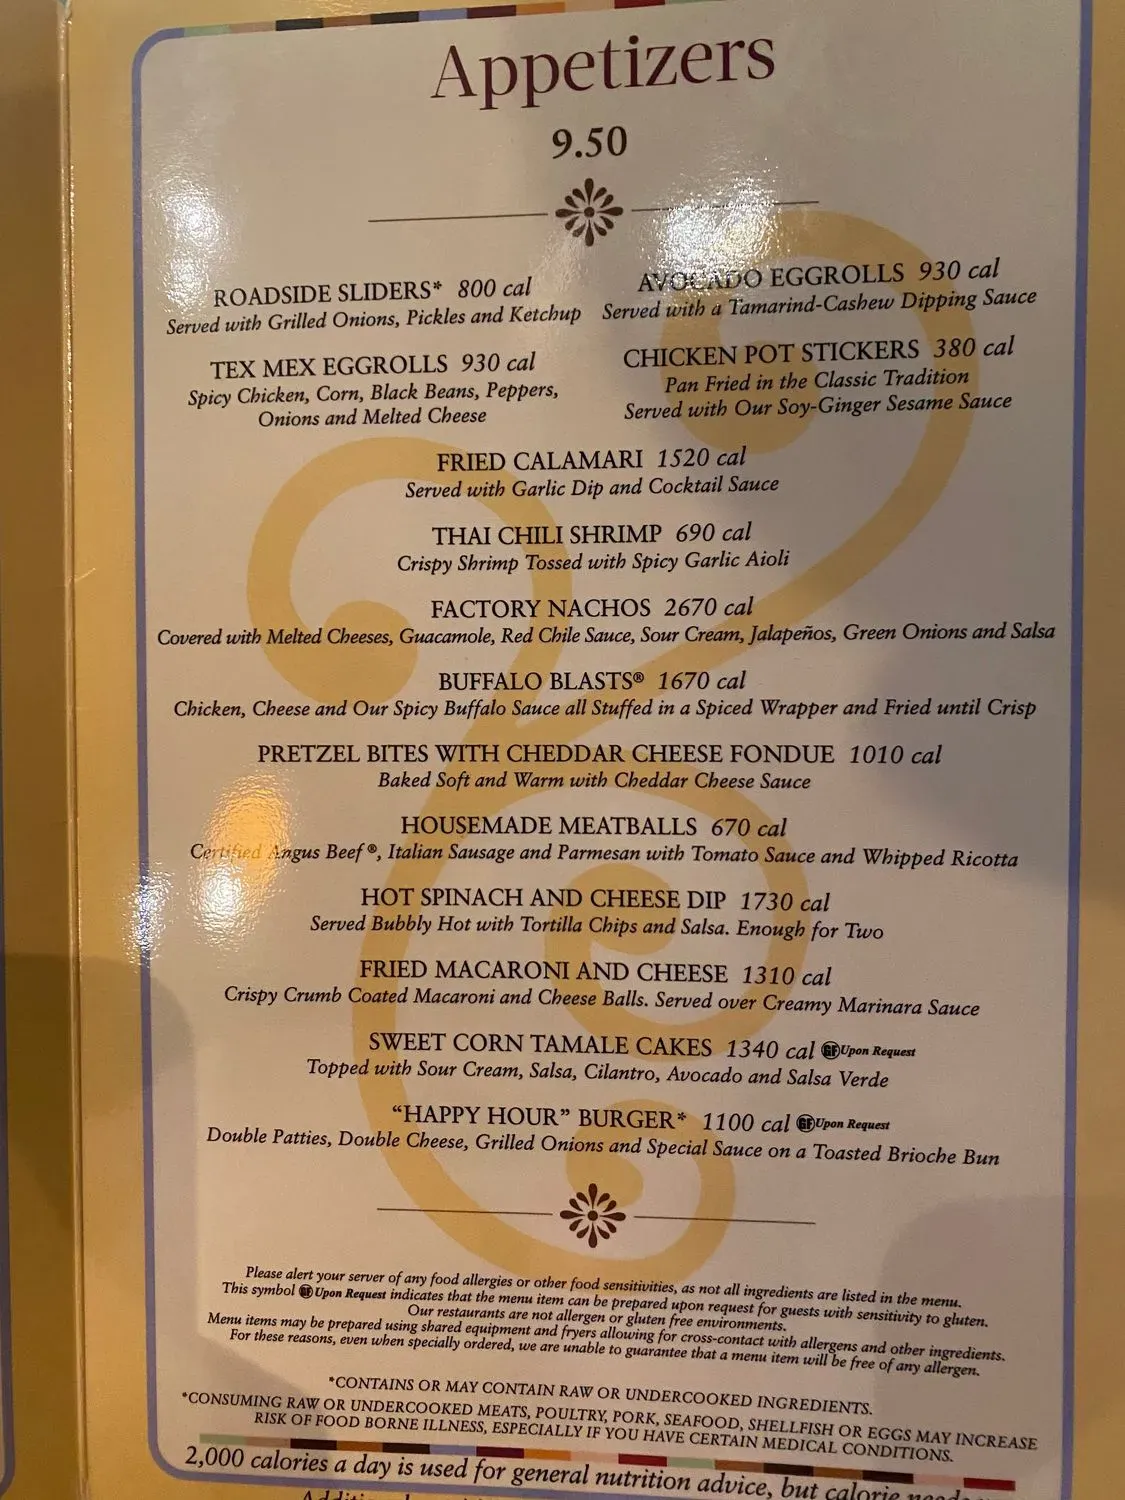 Appetizers
9.50
ROADSIDE SLIDERS* 800 cal
Served with Grilled Onions, Pickles and Ketchup
AVOCADO EGGROLLS 930 cal
Served with a Tamarind-Cashew Dipping Sauce
TEX MEX EGGROLLS 930 cal
Spicy Chicken, Corn, Black Beans, Peppers,
Onions and Melted Cheese
CHICKEN POT STICKERS 380 cal
Pan Fried in the Classic Tradition
Served with Our Soy-Ginger Sesame Sauce
FRIED CALAMARI 1520 cal
Served with Garlic Dip and Cocktail Sauce
THAI CHILI SHRIMP 690 cal
Crispy Shrimp Tossed with Spicy Garlic Aioli
FACTORY NACHOS 2670 cal
Covered with Melted Cheeses, Guacamole, Red Chile Sauce, Sour Cream, Jalapeños, Green Onions and Salsa
BUFFALO BLASTS® 1670 cal
Chicken, Cheese and Our Spicy Buffalo Sauce all Stuffed in a Spiced Wrapper and Fried until Crisp
PRETZEL BITES WITH CHEDDAR CHEESE FONDUE 1010 cal
Baked Soft and Warm with Cheddar Cheese Sauce
HOUSEMADE MEATBALLS 670 cal
Certified Angus Beef®, Italian Sausage and Parmesan with Tomato Sauce and Whipped Ricotta
HOT SPINACH AND CHEESE DIP 1730 cal
Served Bubbly Hot with Tortilla Chips and Salsa. Enough for Two
FRIED MACARONI AND CHEESE 1310 cal
Crispy Crumb Coated Macaroni and Cheese Balls. Served over Creamy Marinara Sauce
SWEET CORN TAMALE CAKES 1340 cal GF Upon Request
Topped with Sour Cream, Salsa, Cilantro, Avocado and Salsa Verde
“HAPPY HOUR” BURGER* 1100 cal GF Upon Request
Double Patties, Double Cheese, Grilled Onions and Special Sauce on a Toasted Brioche Bun
Please alert your server of any food allergies or other food sensitivities, as not all ingredients are listed in the menu.
This symbol GF Upon Request indicates that the menu item can be prepared upon request for guests with sensitivity to gluten.
Our restaurants are not allergen or gluten free environments.
Menu items may be prepared using shared equipment and fryers allowing for cross-contact with allergens and other ingredients.
For these reasons, even when specially ordered, we are unable to guarantee that a menu item will be free of any allergen.
*CONTAINS OR MAY CONTAIN RAW OR UNDERCOOKED INGREDIENTS.
*CONSUMING RAW OR UNDERCOOKED MEATS, POULTRY, PORK, SEAFOOD, SHELLFISH OR EGGS MAY INCREASE
RISK OF FOOD BORNE ILLNESS, ESPECIALLY IF YOU HAVE CERTAIN MEDICAL CONDITIONS.
2,000 calories a day is used for general nutrition advice, but calorie